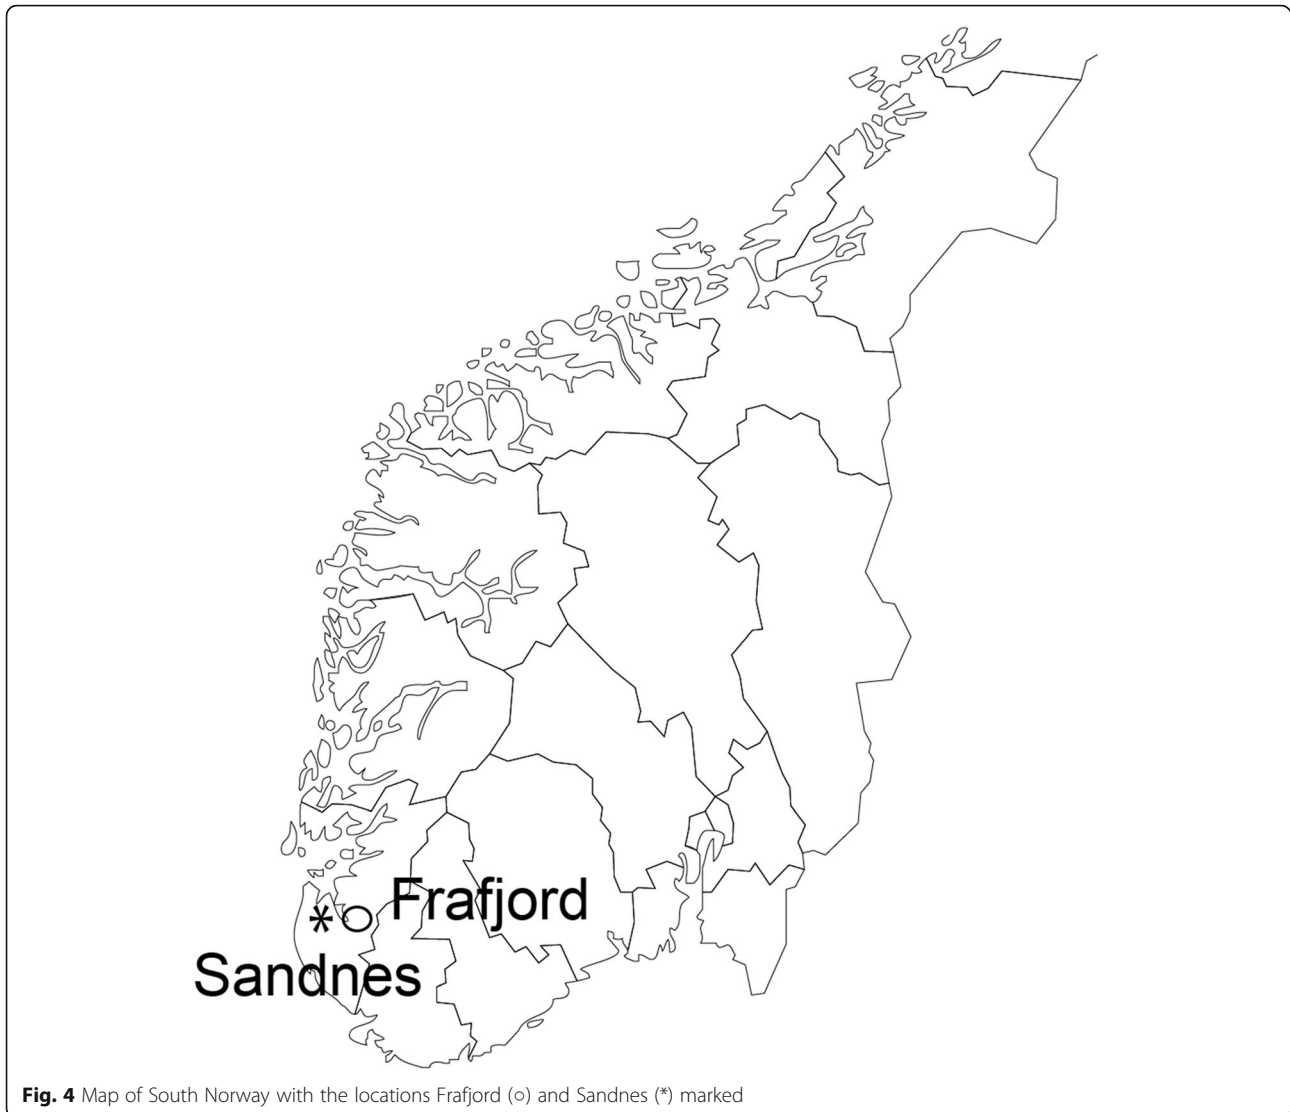 * ○ Frafjord
Sandnes
Fig. 4 Map of South Norway with the locations Frafjord (○) and Sandnes (*) marked